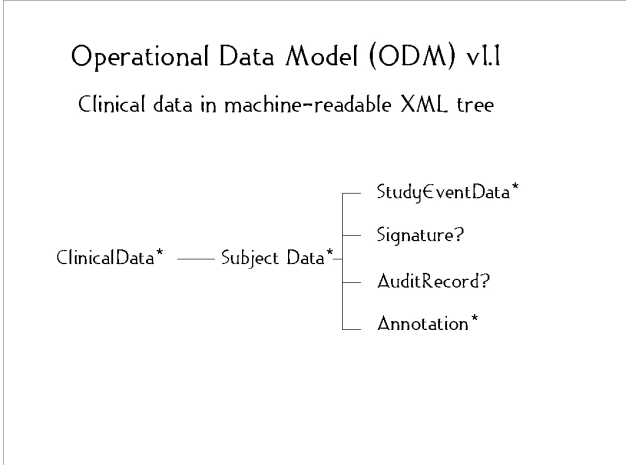 Operational Data Model (ODM) v1.1
Clinical data in machine-readable XML tree
StudyEventData*
Signature?
ClinicalData* Subject Data*
AuditRecord?
Annotation*